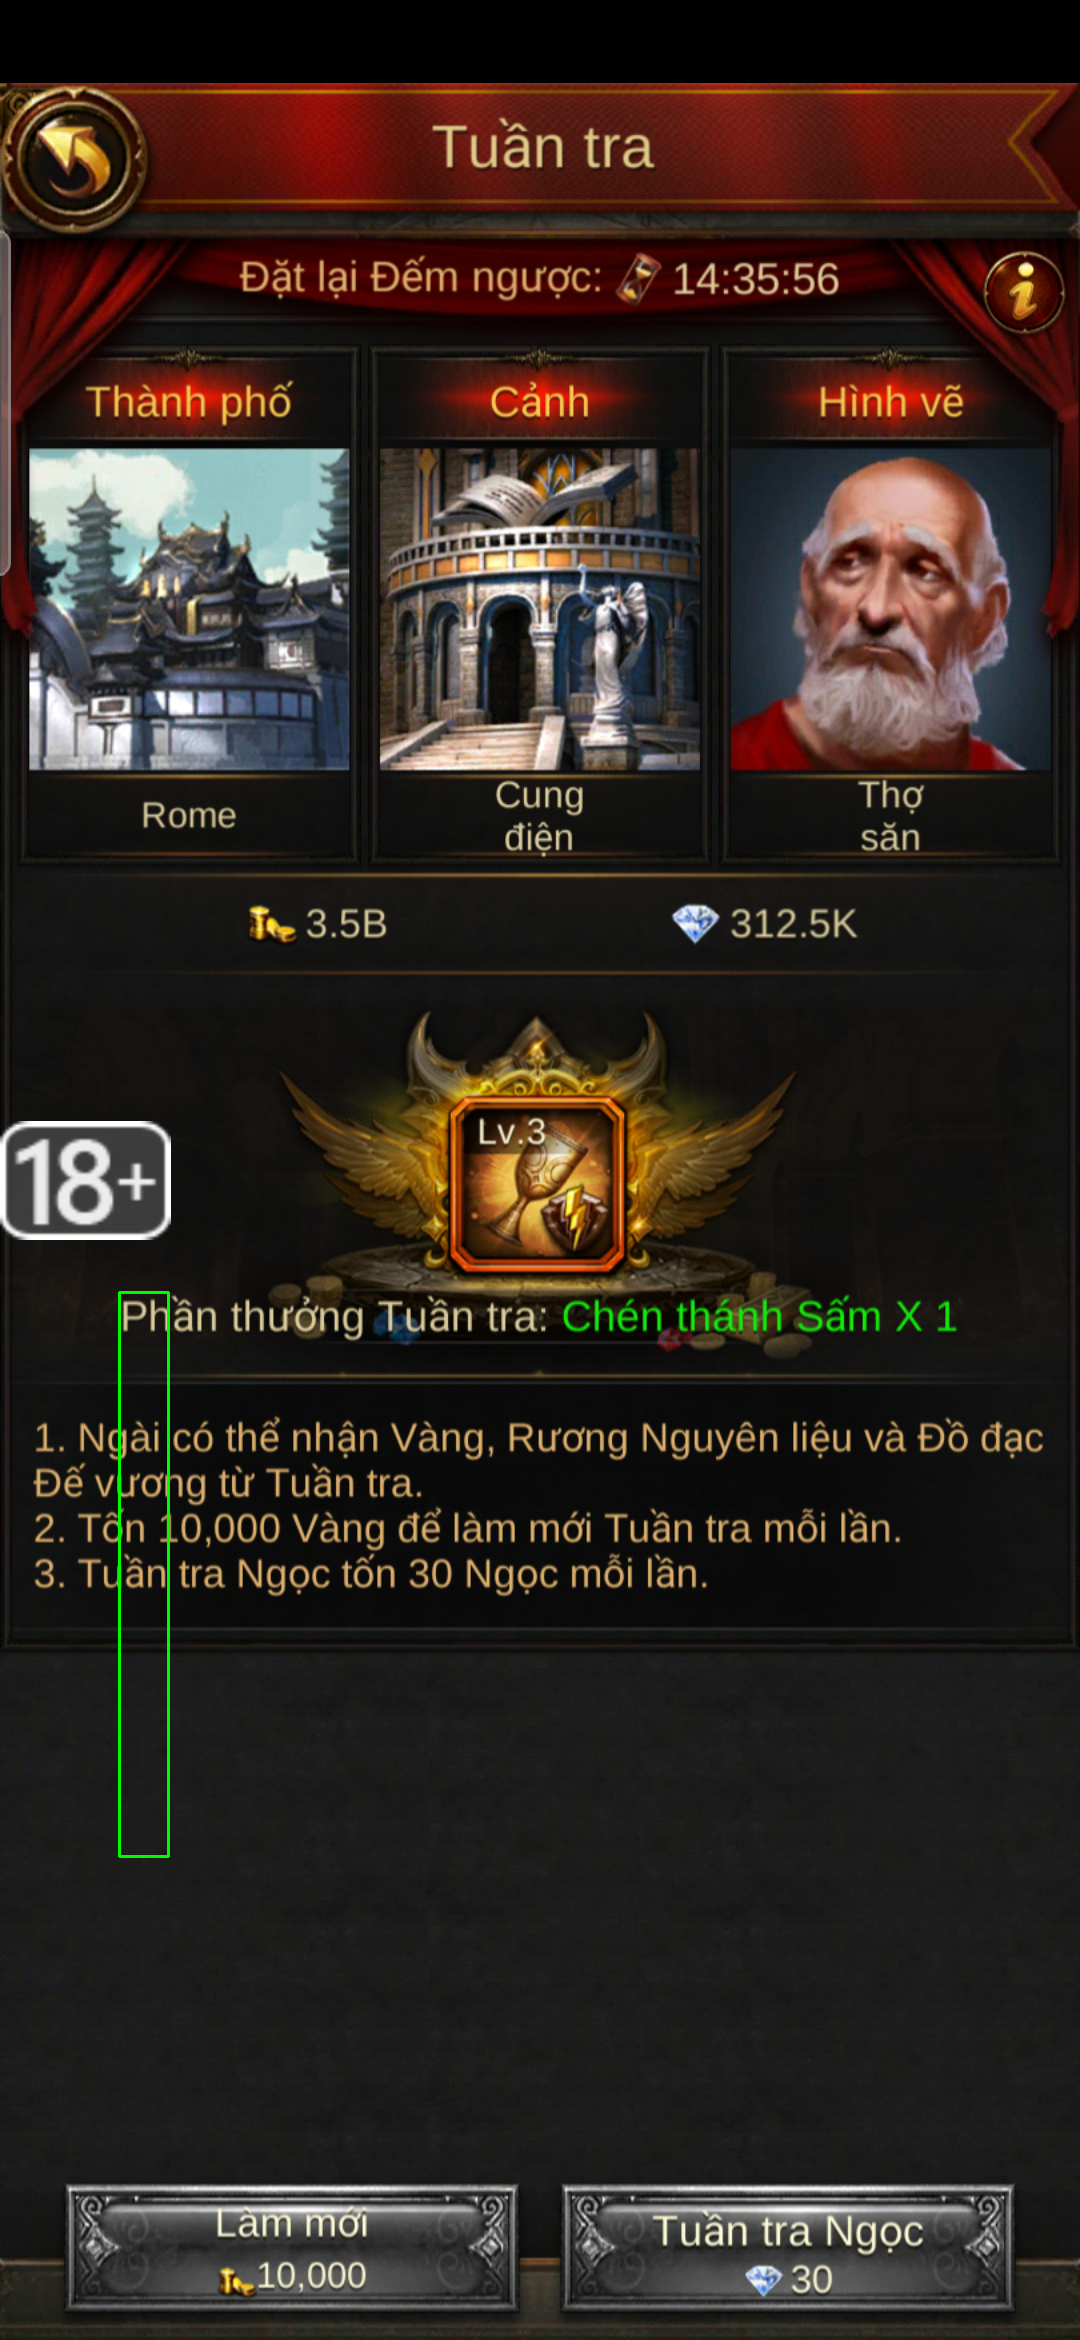 Tuần tra
Đặt lại Đếm ngược: 14:35:56
Thành phố
Cảnh
Hình vẽ
Rome
Cung
điện
Thợ
săn
3.5B
312.5K
Lv.3
18+
Phần thưởng Tuần tra: Chén thánh Sấm X 1
1. Ngài có thể nhận Vàng, Rương Nguyên liệu và Đồ đạc
Đế vương từ Tuần tra.
2. Tốn 10,000 Vàng để làm mới Tuần tra mỗi lần.
3. Tuần tra Ngọc tốn 30 Ngọc mỗi lần.
Làm mới
10,000
Tuần tra Ngọc
30